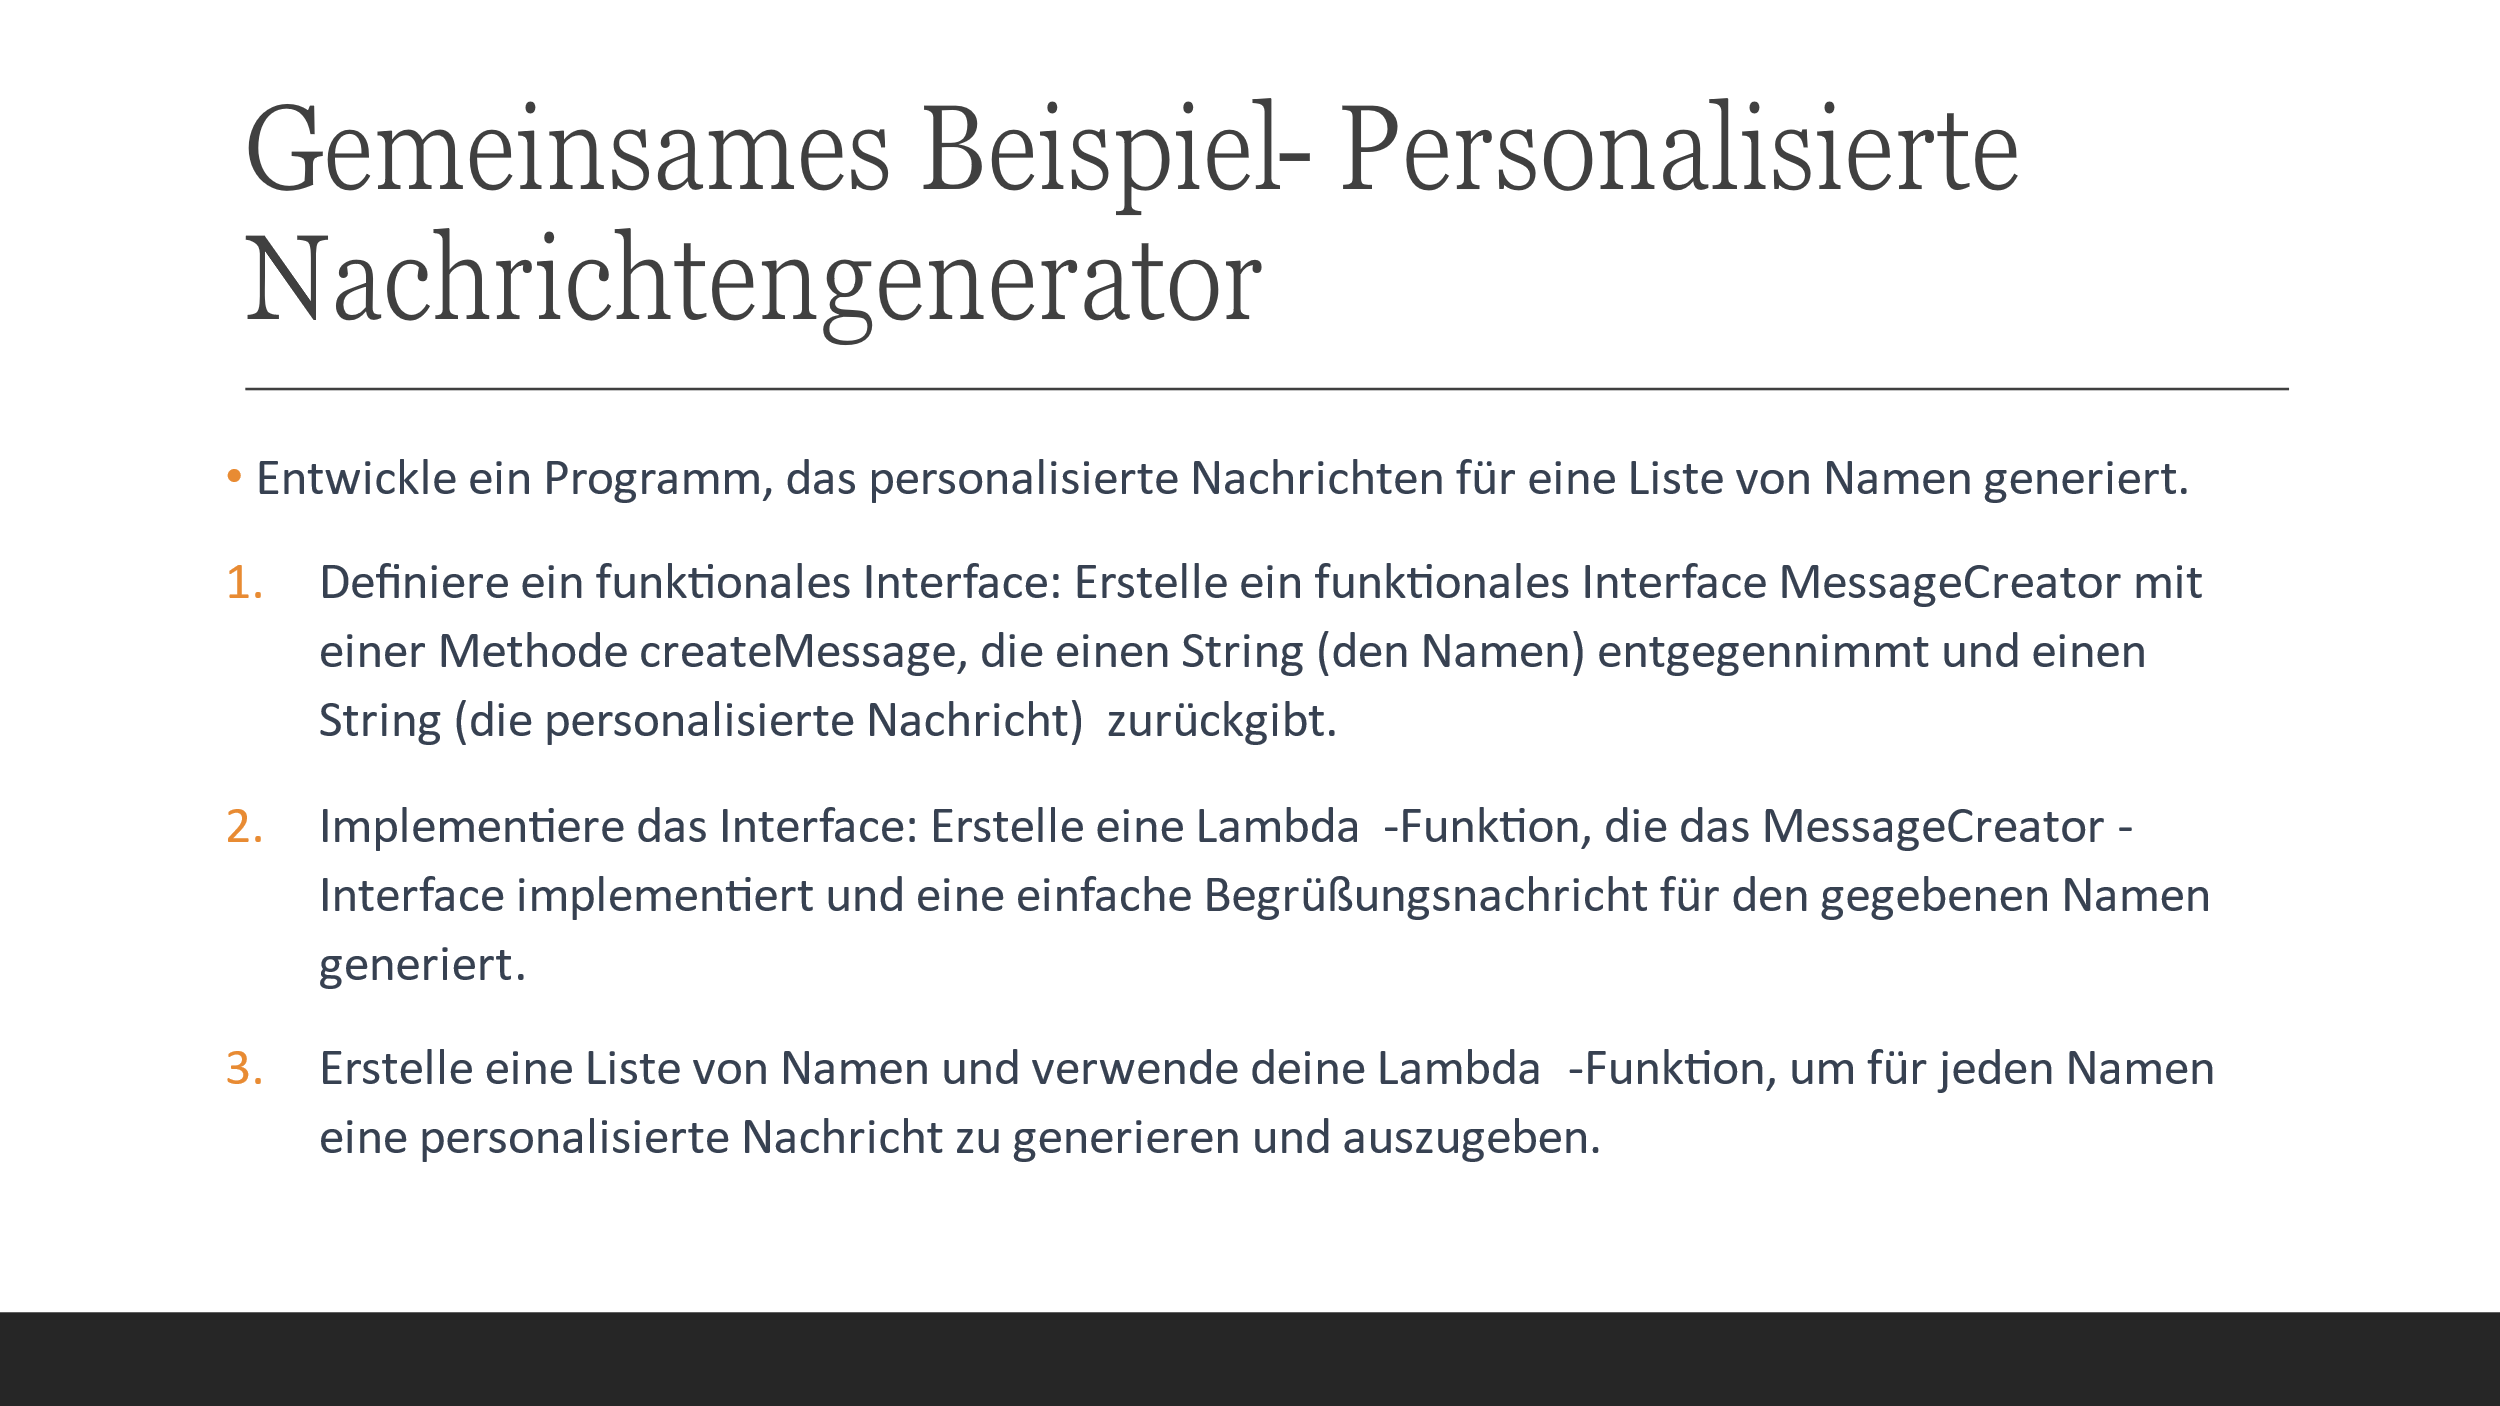 Gemeinsames Beispiel- Personalisierte
Nachrichtengenerator
• Entwickle ein Programm, das personalisierte Nachrichten für eine Liste von Namen generiert.
1. Definiere ein funktionales Interface: Erstelle ein funktionales Interface MessageCreator mit
einer Methode createMessage, die einen String (den Namen) entgegennimmt und einen
String (die personalisierte Nachricht) zurückgibt.
2. Implementiere das Interface: Erstelle eine Lambda -Funktion, die das MessageCreator -
Interface implementiert und eine einfache Begrüßungsnachricht für den gegebenen Namen
generiert.
3. Erstelle eine Liste von Namen und verwende deine Lambda -Funktion, um für jeden Namen
eine personalisierte Nachricht zu generieren und auszugeben.